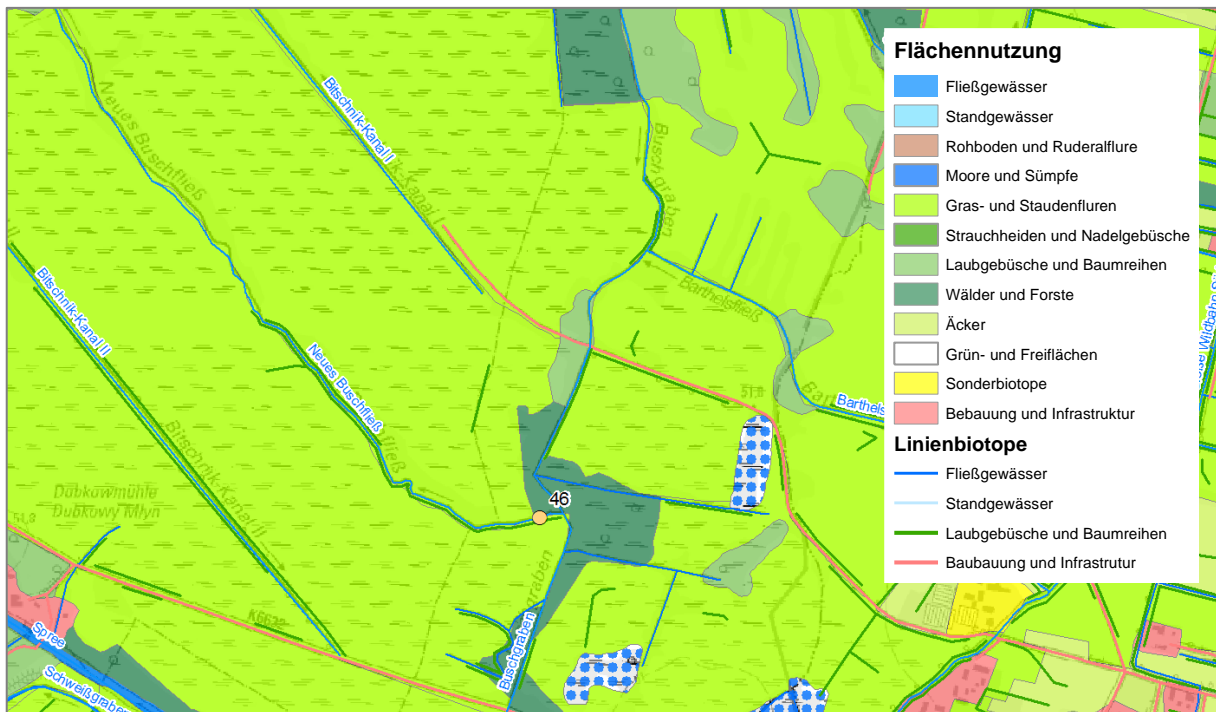 Flächennutzung
Fließgewässer
Standgewässer
Rohboden und Ruderalflure
Moore und Sümpfe
Gras- und Staudenfluren
Strauchheiden und Nadelgebüsche
Laubgebüsche und Baumreihen
Wälder und Forste
Äcker
Grün- und Freiflächen
Sonderbiotope
Bebauung und Infrastruktur
Linienbiotope
Fließgewässer
Standgewässer
Laubgebüsche und Baumreihen
Baubauung und Infrastrutur
Neues Buschfließ
Bitschnik-Kanal I
Buschgraben
Barthelsfließ
Bitschnik-Kanal II
Neues Buschfließ
51,8
Barthels
Bitschnik-Kanal II
46
Dubkowmühle
Dubkowy Młyn
51,8
Spree
Schweißgraben
Buschgraben